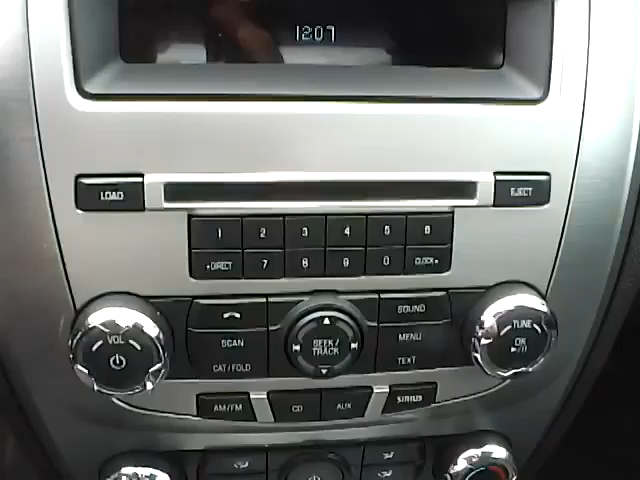 1207
LOAD EJECT
1 2 3 4 5 6
DIRECT 7 8 9 0 CLOCK
VOL SOUND TUNE
SCAN SEEK/ MENU OK
CAT/FOLD TRACK TEXT
AM/FM CD AUX SIRIUS